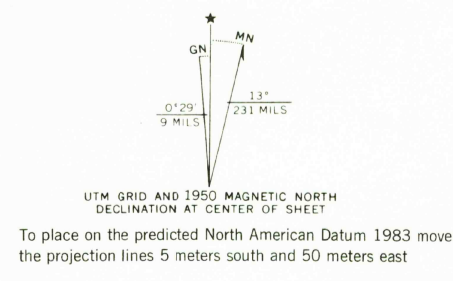 ★
GN
MN
0°29'
9 MILS
13°
231 MILS
UTM GRID AND 1950 MAGNETIC NORTH
DECLINATION AT CENTER OF SHEET
To place on the predicted North American Datum 1983 move
the projection lines 5 meters south and 50 meters east